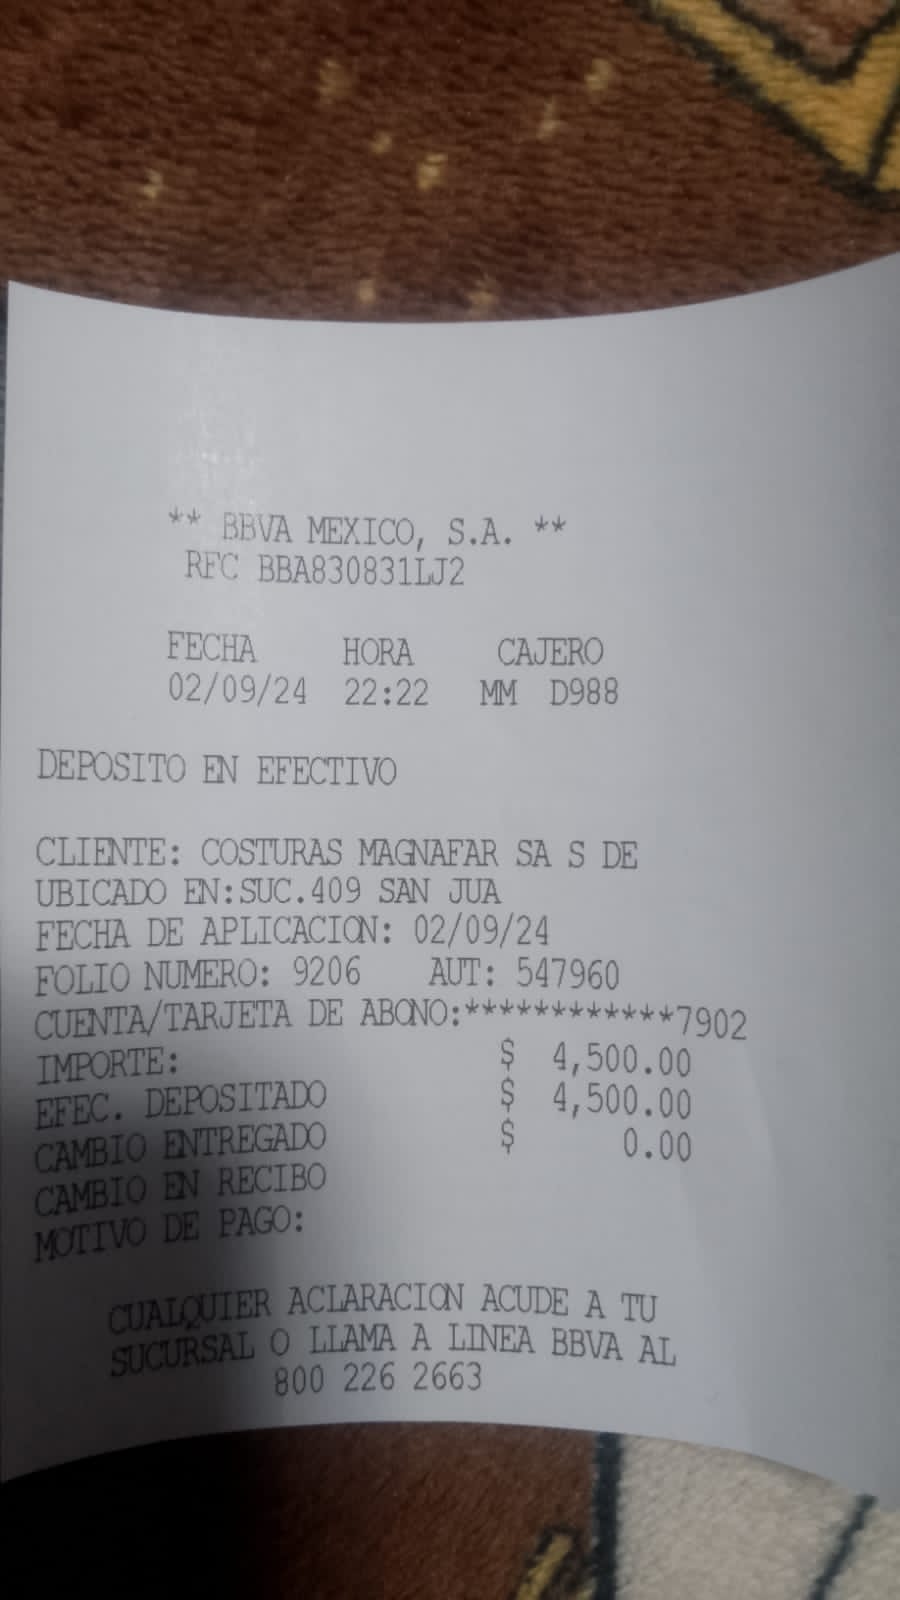 ** BBVA MEXICO, S.A. **
RFC BBA830831LJ2
FECHA HORA CAJERO
02/09/24 22:22 MM D988
DEPOSITO EN EFECTIVO
CLIENTE: COSTURAS MAGNAFAR SA S DE
UBICADO EN:SUC.409 SAN JUA
FECHA DE APLICACION: 02/09/24
FOLIO NUMERO: 9206 AUT: 547960
CUENTA/TARJETA DE ABONO:************7902
IMPORTE: $ 4,500.00
EFEC. DEPOSITADO $ 4,500.00
CAMBIO ENTREGADO $ 0.00
CAMBIO EN RECIBO
MOTIVO DE PAGO:
CUALQUIER ACLARACION ACUDE A TU
SUCURSAL O LLAMA A LINEA BBVA AL
800 226 2663